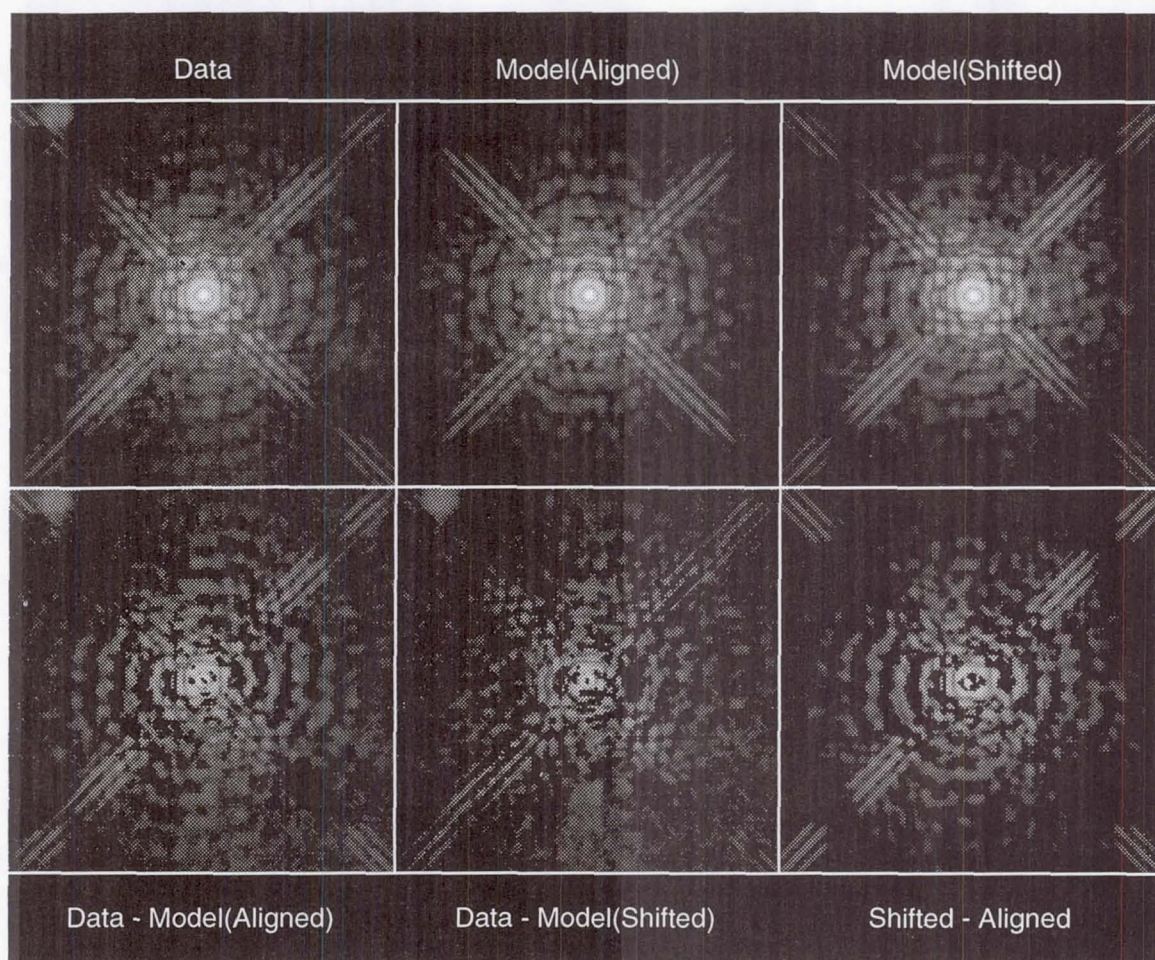 Data
Model(Aligned)
Model(Shifted)
Data - Model(Aligned)
Data - Model(Shifted)
Shifted - Aligned